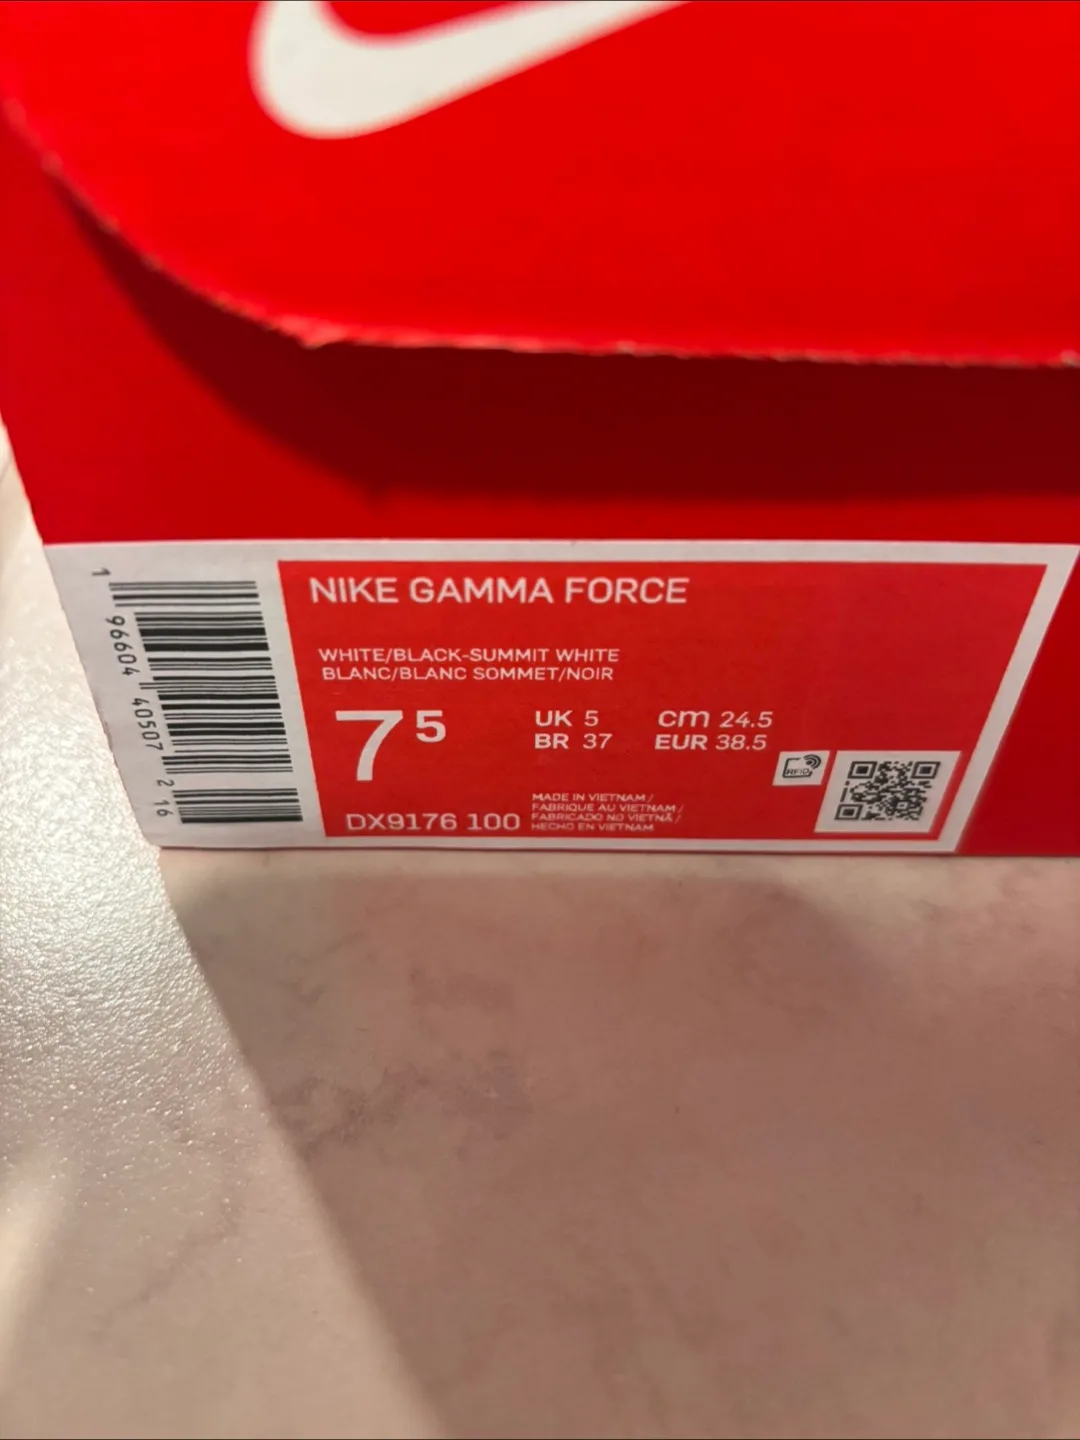 NIKE GAMMA FORCE
WHITE/BLACK-SUMMIT WHITE
BLANC/BLANC SOMMET/NOIR
7 5
UK 5
BR 37
cm 24.5
EUR 38.5
RFID
DX9176 100
MADE IN VIETNAM /
FABRIQUE AU VIETNAM /
FABRICADO NO VIETNÃ /
HECHO EN VIETNAM
1 96604 40507 2 16